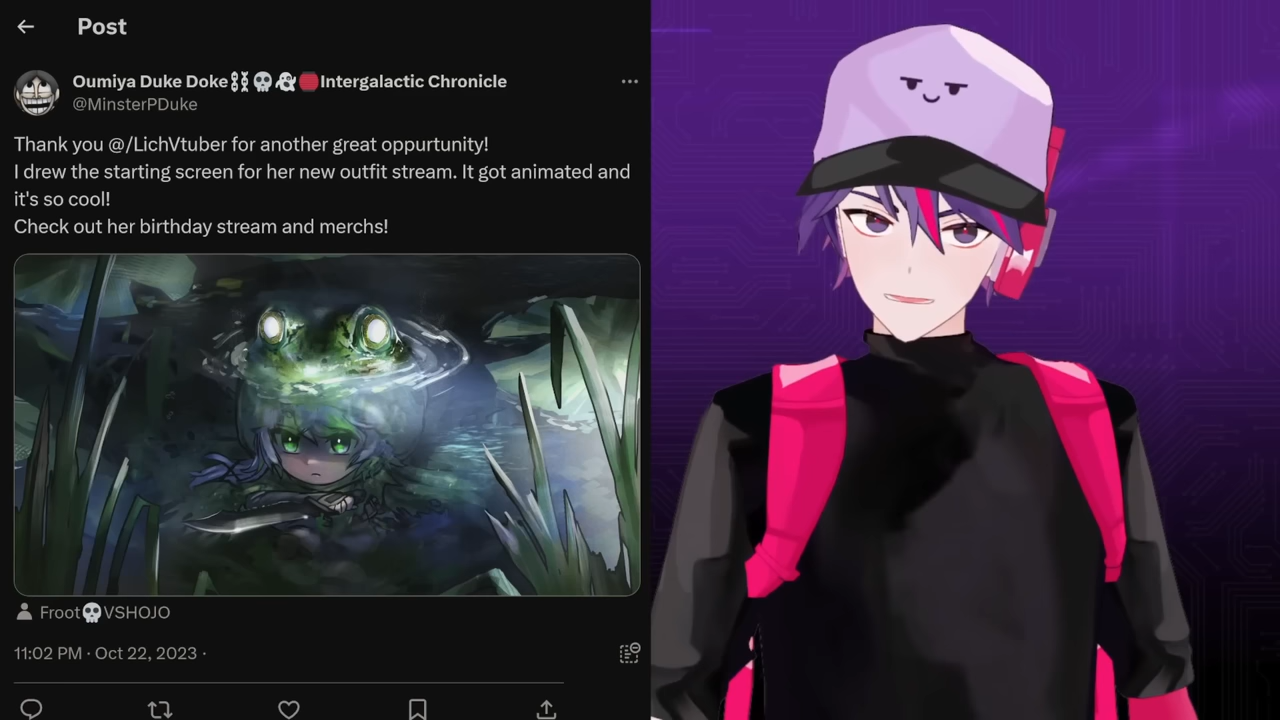 Post
Oumiya Duke Doke⛓️💀👻🔴Intergalactic Chronicle
@MinsterPDuke
Thank you @/LichVtuber for another great oppurtunity!
I drew the starting screen for her new outfit stream. It got animated and
it's so cool!
Check out her birthday stream and merchs!
Froot💀VSHOJO
11:02 PM · Oct 22, 2023 ·